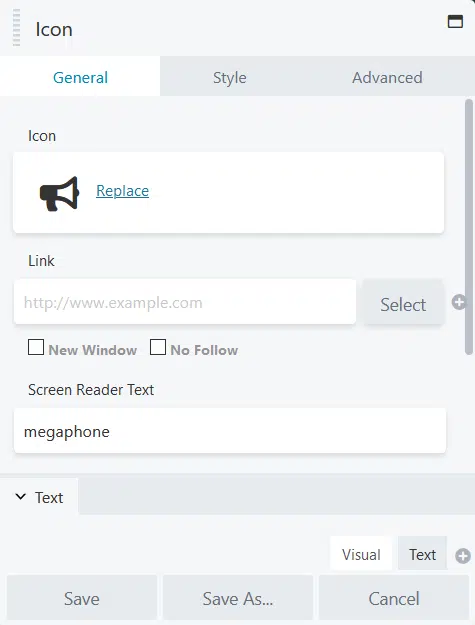 Icon
General Style Advanced
Icon
Replace
Link
http://www.example.com Select
New Window No Follow
Screen Reader Text
megaphone
Text
Visual Text
Save Save As... Cancel